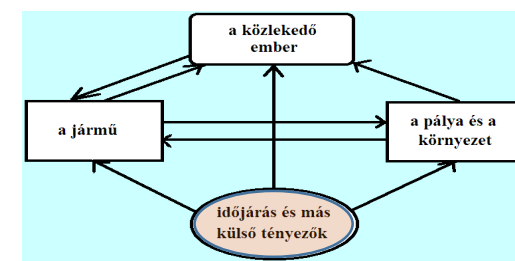 a közlekedő
ember
a jármű
a pálya és a
környezet
időjárás és más
külső tényezők